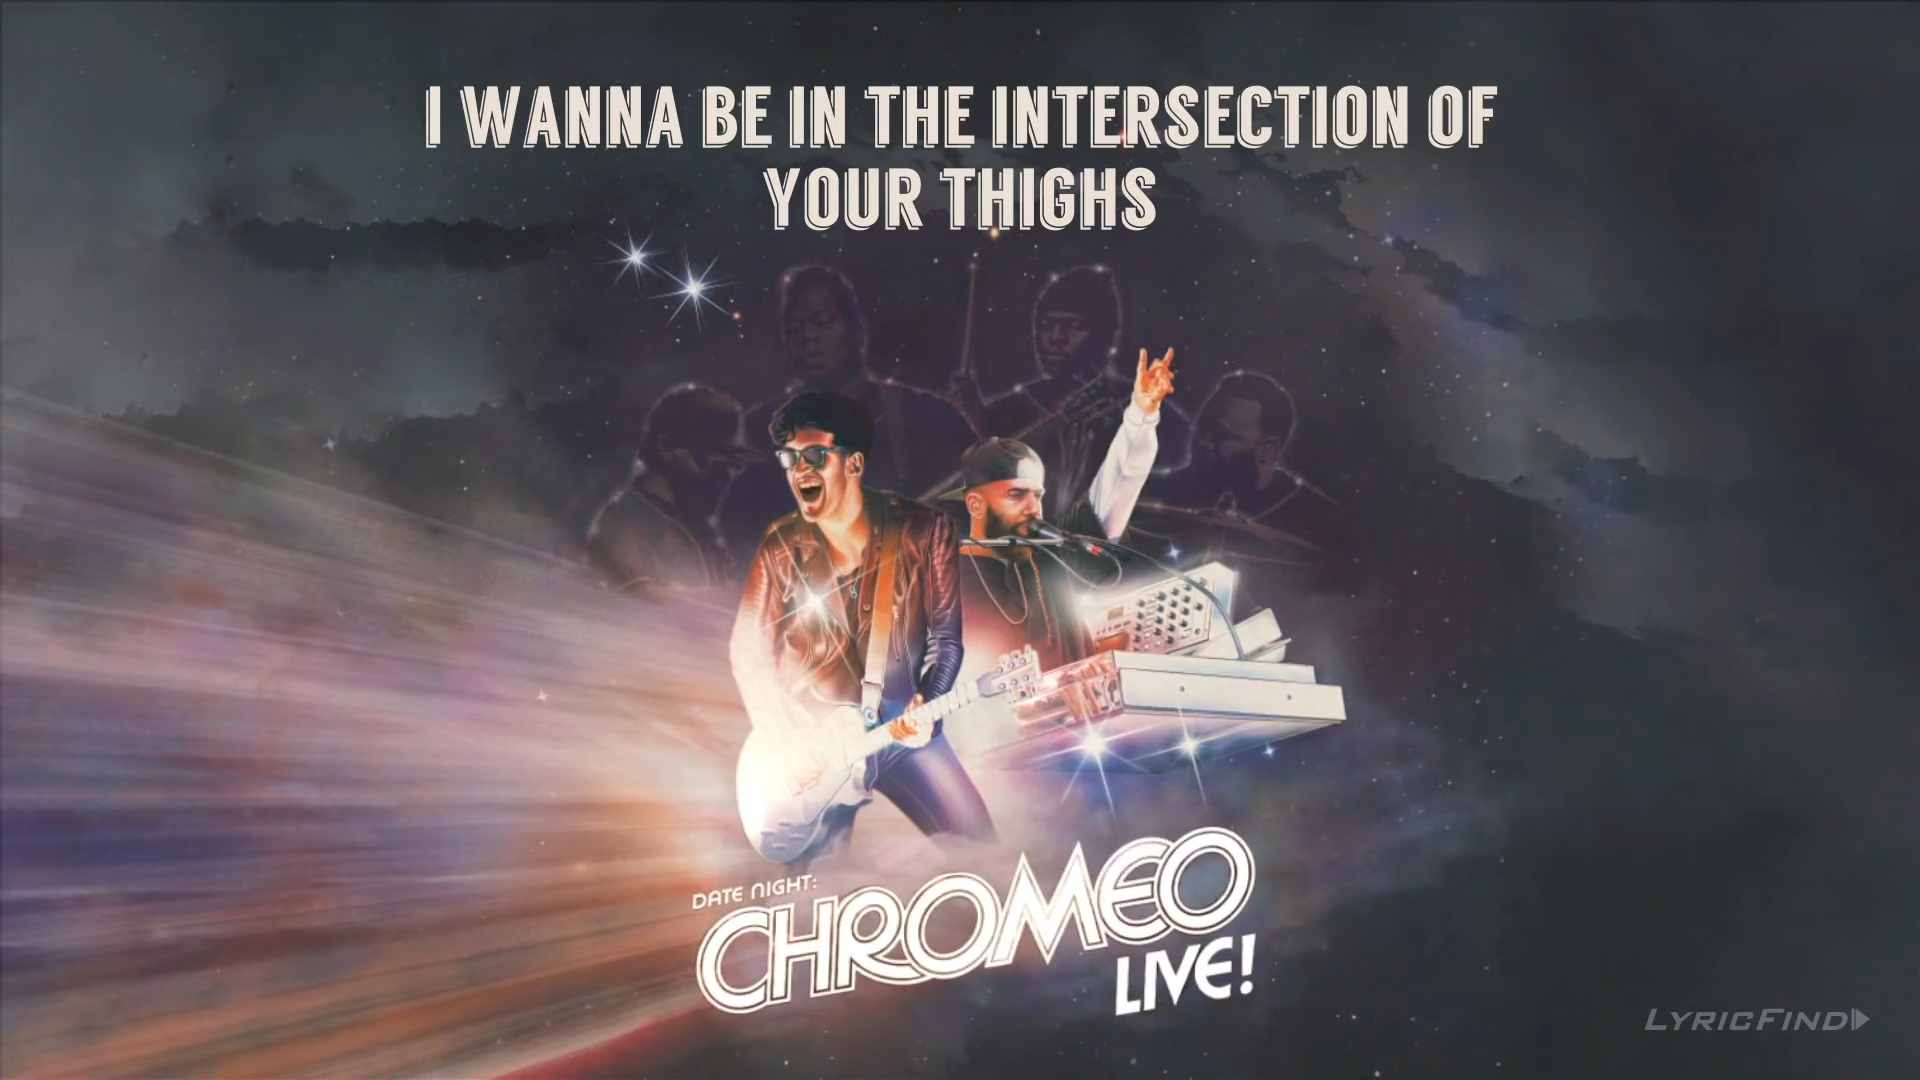 I WANNA BE IN THE INTERSECTION OF
YOUR THIGHS
DATE NIGHT:
CHROMEO
LIVE!
LYRICFIND